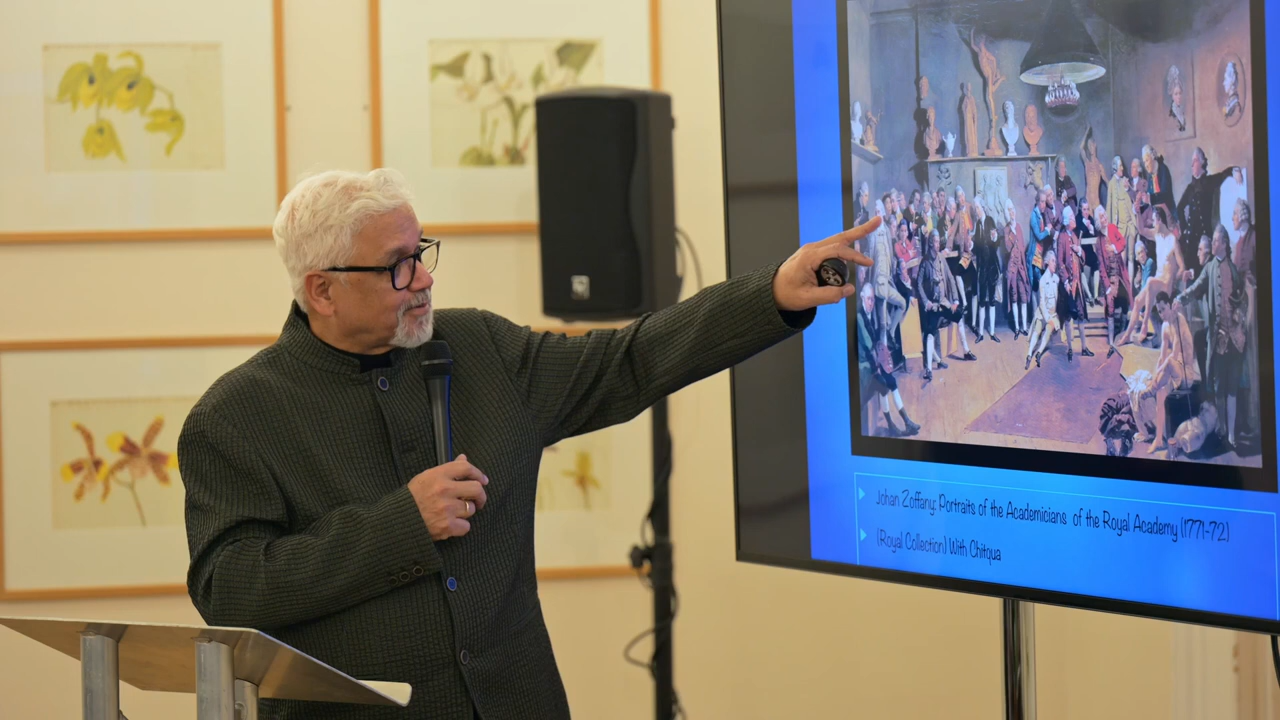 Johan Zoffany: Portraits of the Academicians of the Royal Academy (1771-72)
(Royal Collection) With Chitqua